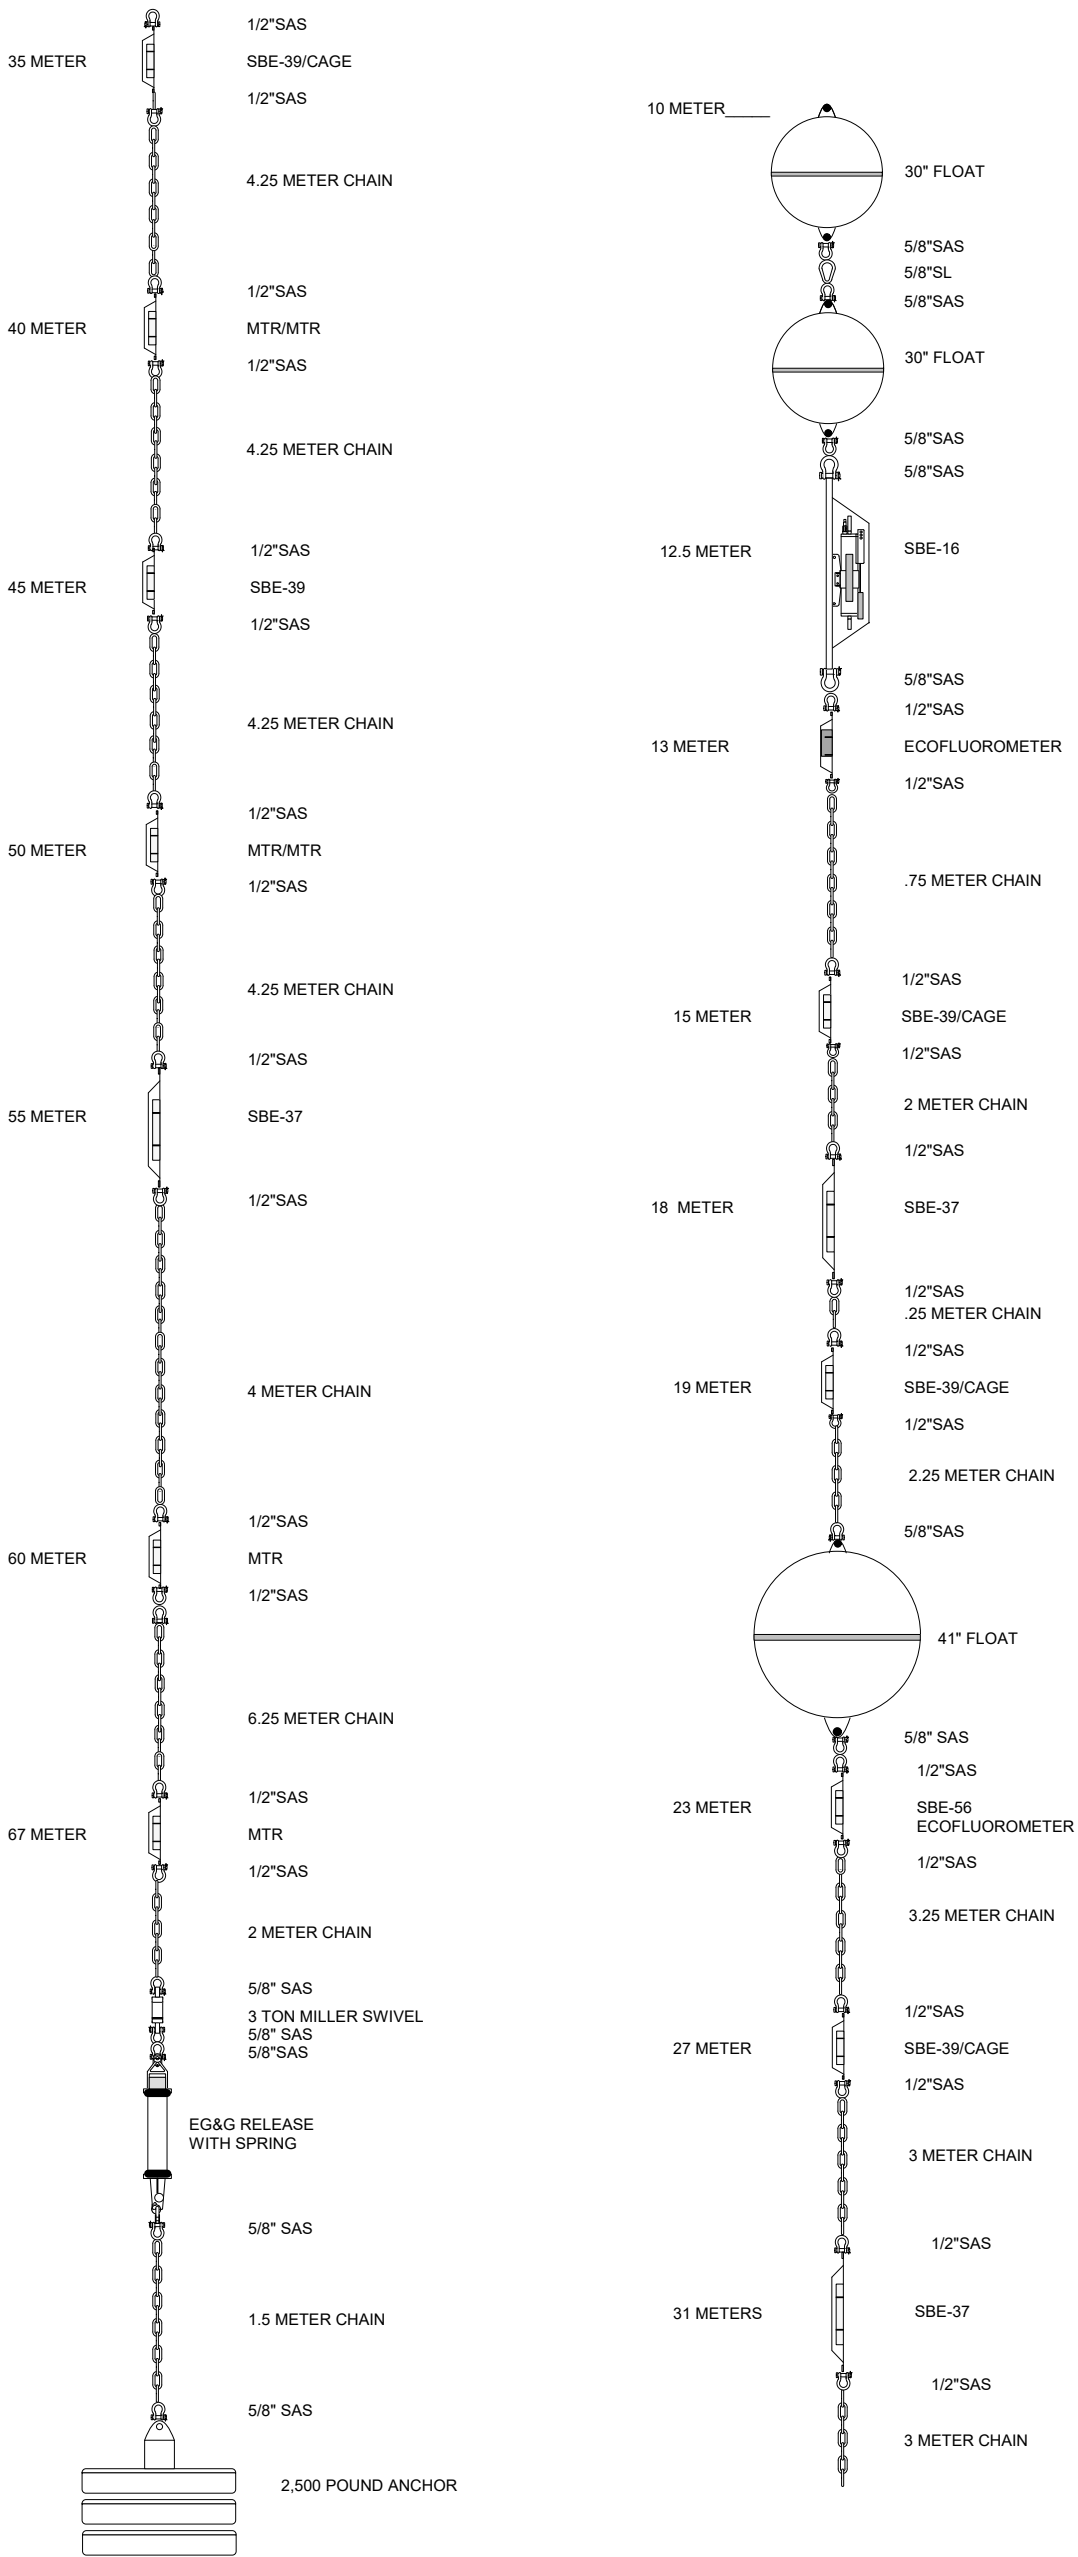 1/2"SAS
35 METER
SBE-39/CAGE
1/2"SAS
4.25 METER CHAIN
1/2"SAS
40 METER
MTR/MTR
1/2"SAS
4.25 METER CHAIN
1/2"SAS
45 METER
SBE-39
1/2"SAS
4.25 METER CHAIN
1/2"SAS
50 METER
MTR/MTR
1/2"SAS
4.25 METER CHAIN
1/2"SAS
55 METER
SBE-37
1/2"SAS
4 METER CHAIN
1/2"SAS
60 METER
MTR
1/2"SAS
6.25 METER CHAIN
1/2"SAS
67 METER
MTR
1/2"SAS
2 METER CHAIN
5/8" SAS
3 TON MILLER SWIVEL
5/8" SAS
5/8"SAS
EG&G RELEASE
WITH SPRING
5/8" SAS
1.5 METER CHAIN
5/8" SAS
2,500 POUND ANCHOR
10 METER_____
30" FLOAT
5/8"SAS
5/8"SL
5/8"SAS
30" FLOAT
5/8"SAS
5/8"SAS
12.5 METER
SBE-16
5/8"SAS
1/2"SAS
13 METER
ECOFLUOROMETER
1/2"SAS
.75 METER CHAIN
1/2"SAS
15 METER
SBE-39/CAGE
1/2"SAS
2 METER CHAIN
1/2"SAS
18 METER
SBE-37
1/2"SAS
.25 METER CHAIN
1/2"SAS
19 METER
SBE-39/CAGE
1/2"SAS
2.25 METER CHAIN
5/8"SAS
41" FLOAT
5/8" SAS
1/2"SAS
23 METER
SBE-56
ECOFLUOROMETER
1/2"SAS
3.25 METER CHAIN
1/2"SAS
27 METER
SBE-39/CAGE
1/2"SAS
3 METER CHAIN
1/2"SAS
31 METERS
SBE-37
1/2"SAS
3 METER CHAIN